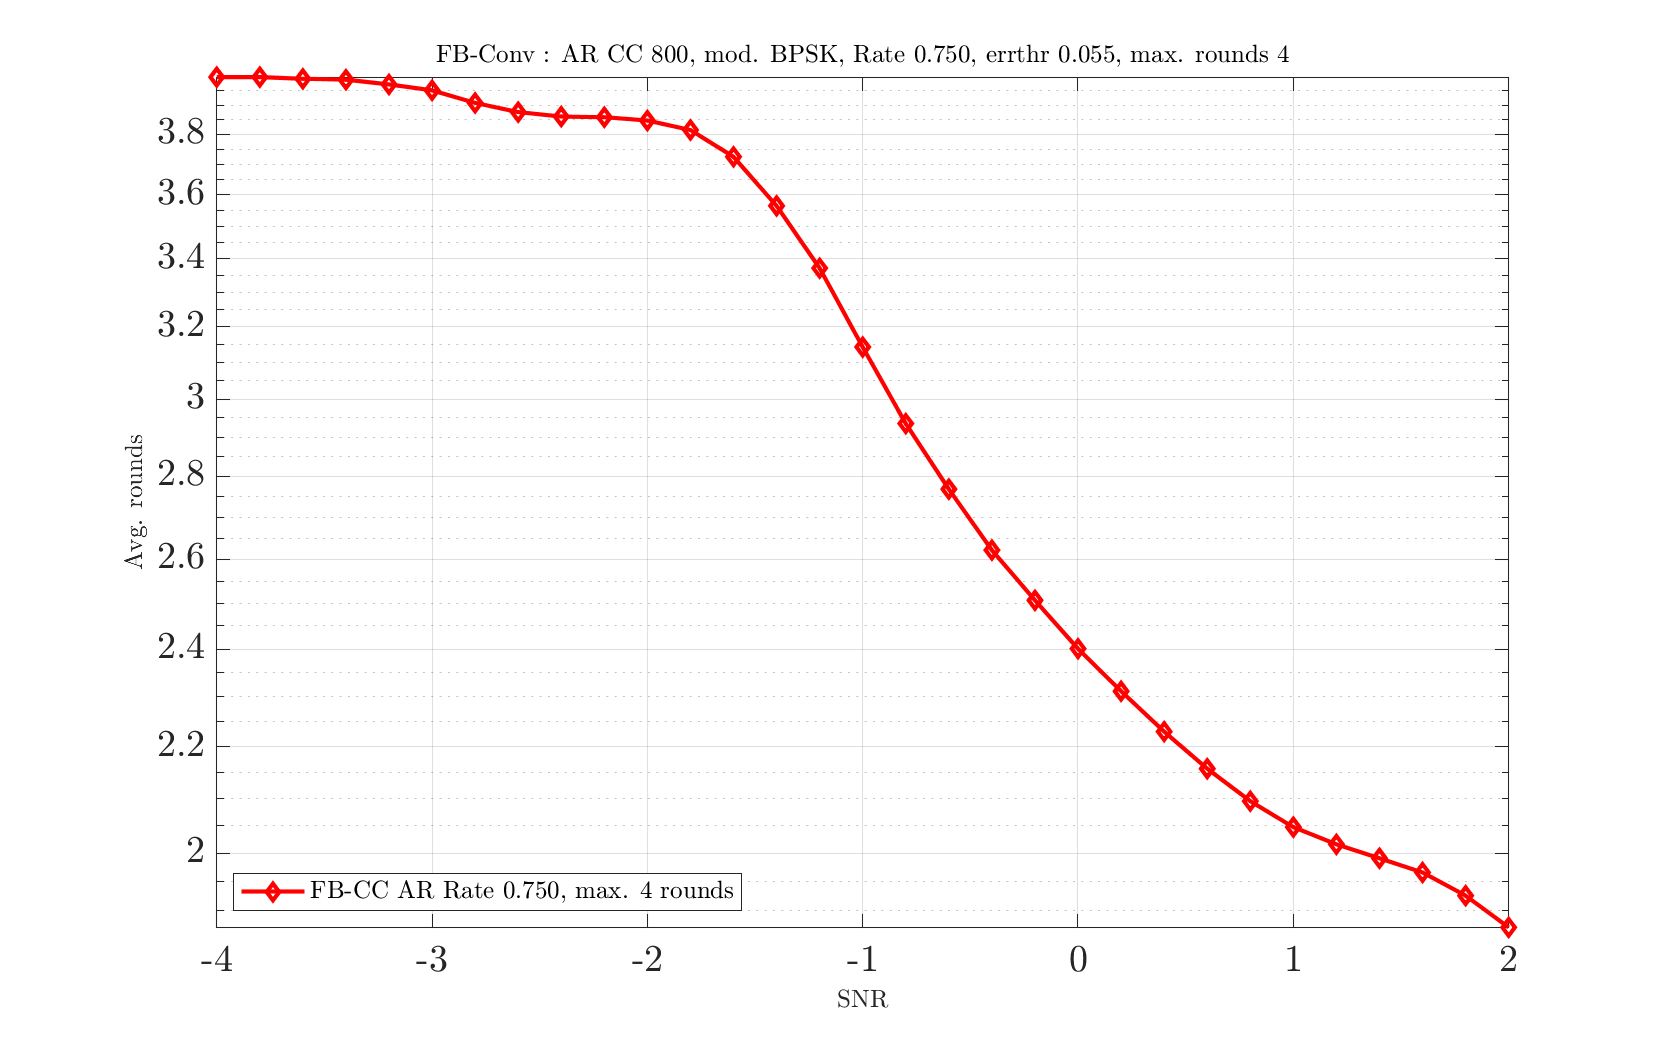 FB-Conv : AR CC 800, mod. BPSK, Rate 0.750, errthr 0.055, max. rounds 4
3.8
3.6
3.4
3.2
3
2.8
2.6
2.4
2.2
2
Avg. rounds
FB-CC AR Rate 0.750, max. 4 rounds
-4 -3 -2 -1 0 1 2
SNR